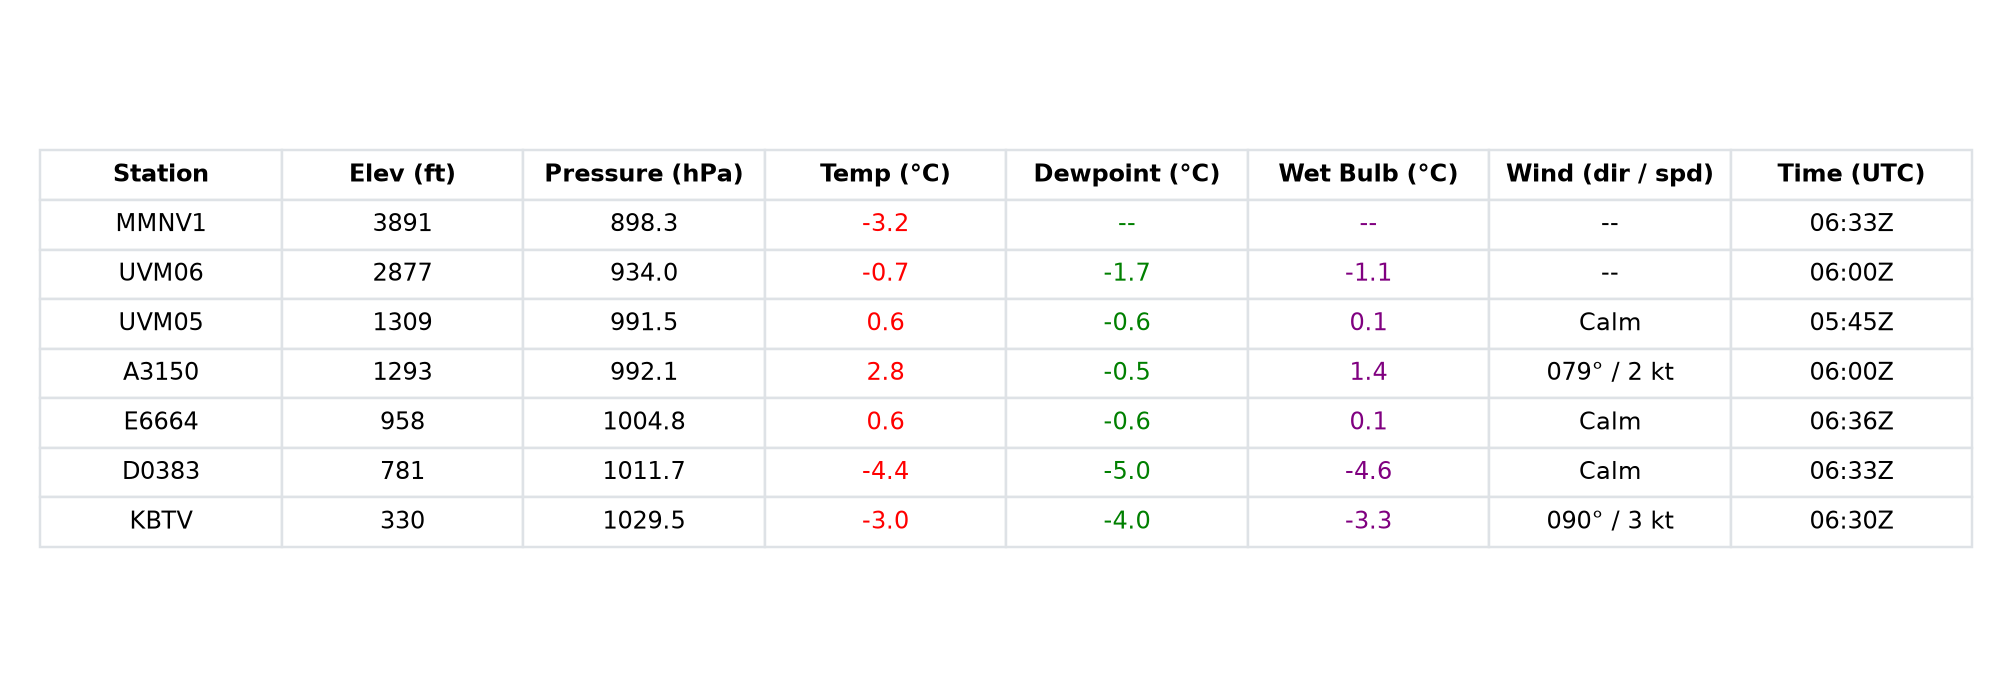 Station Elev (ft) Pressure (hPa) Temp (°C) Dewpoint (°C) Wet Bulb (°C) Wind (dir / spd) Time (UTC)
MMNV1 3891 898.3 -3.2 -- -- -- 06:33Z
UVM06 2877 934.0 -0.7 -1.7 -1.1 -- 06:00Z
UVM05 1309 991.5 0.6 -0.6 0.1 Calm 05:45Z
A3150 1293 992.1 2.8 -0.5 1.4 079° / 2 kt 06:00Z
E6664 958 1004.8 0.6 -0.6 0.1 Calm 06:36Z
D0383 781 1011.7 -4.4 -5.0 -4.6 Calm 06:33Z
KBTV 330 1029.5 -3.0 -4.0 -3.3 090° / 3 kt 06:30Z